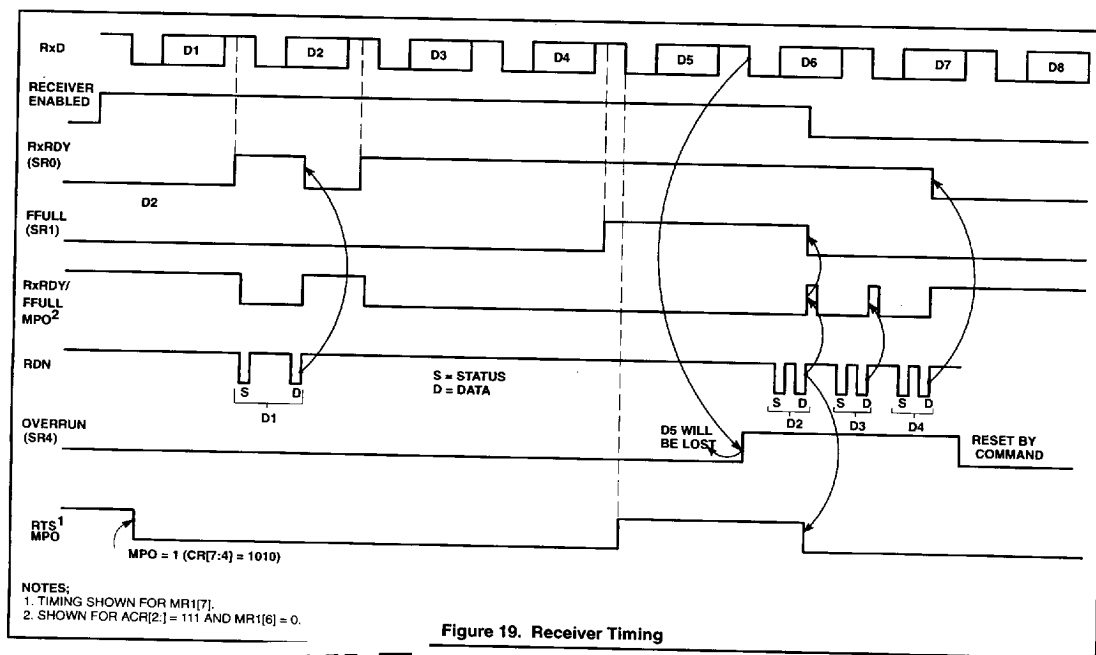 RxD
D1 D2 D3 D4 D5 D6 D7 D8
RECEIVER
ENABLED
RxRDY
(SR0)
D2
FFULL
(SR1)
RxRDY/
FFULL
MPO2
RDN
S D S D S D S D
D1 D2 D3 D4
S = STATUS
D = DATA
OVERRUN
(SR4)
D5 WILL
BE LOST
RESET BY
COMMAND
RTS1
MPO
MPO = 1 (CR[7:4] = 1010)
NOTES;
1. TIMING SHOWN FOR MR1[7].
2. SHOWN FOR ACR[2:] = 111 AND MR1[6] = 0.
Figure 19. Receiver Timing